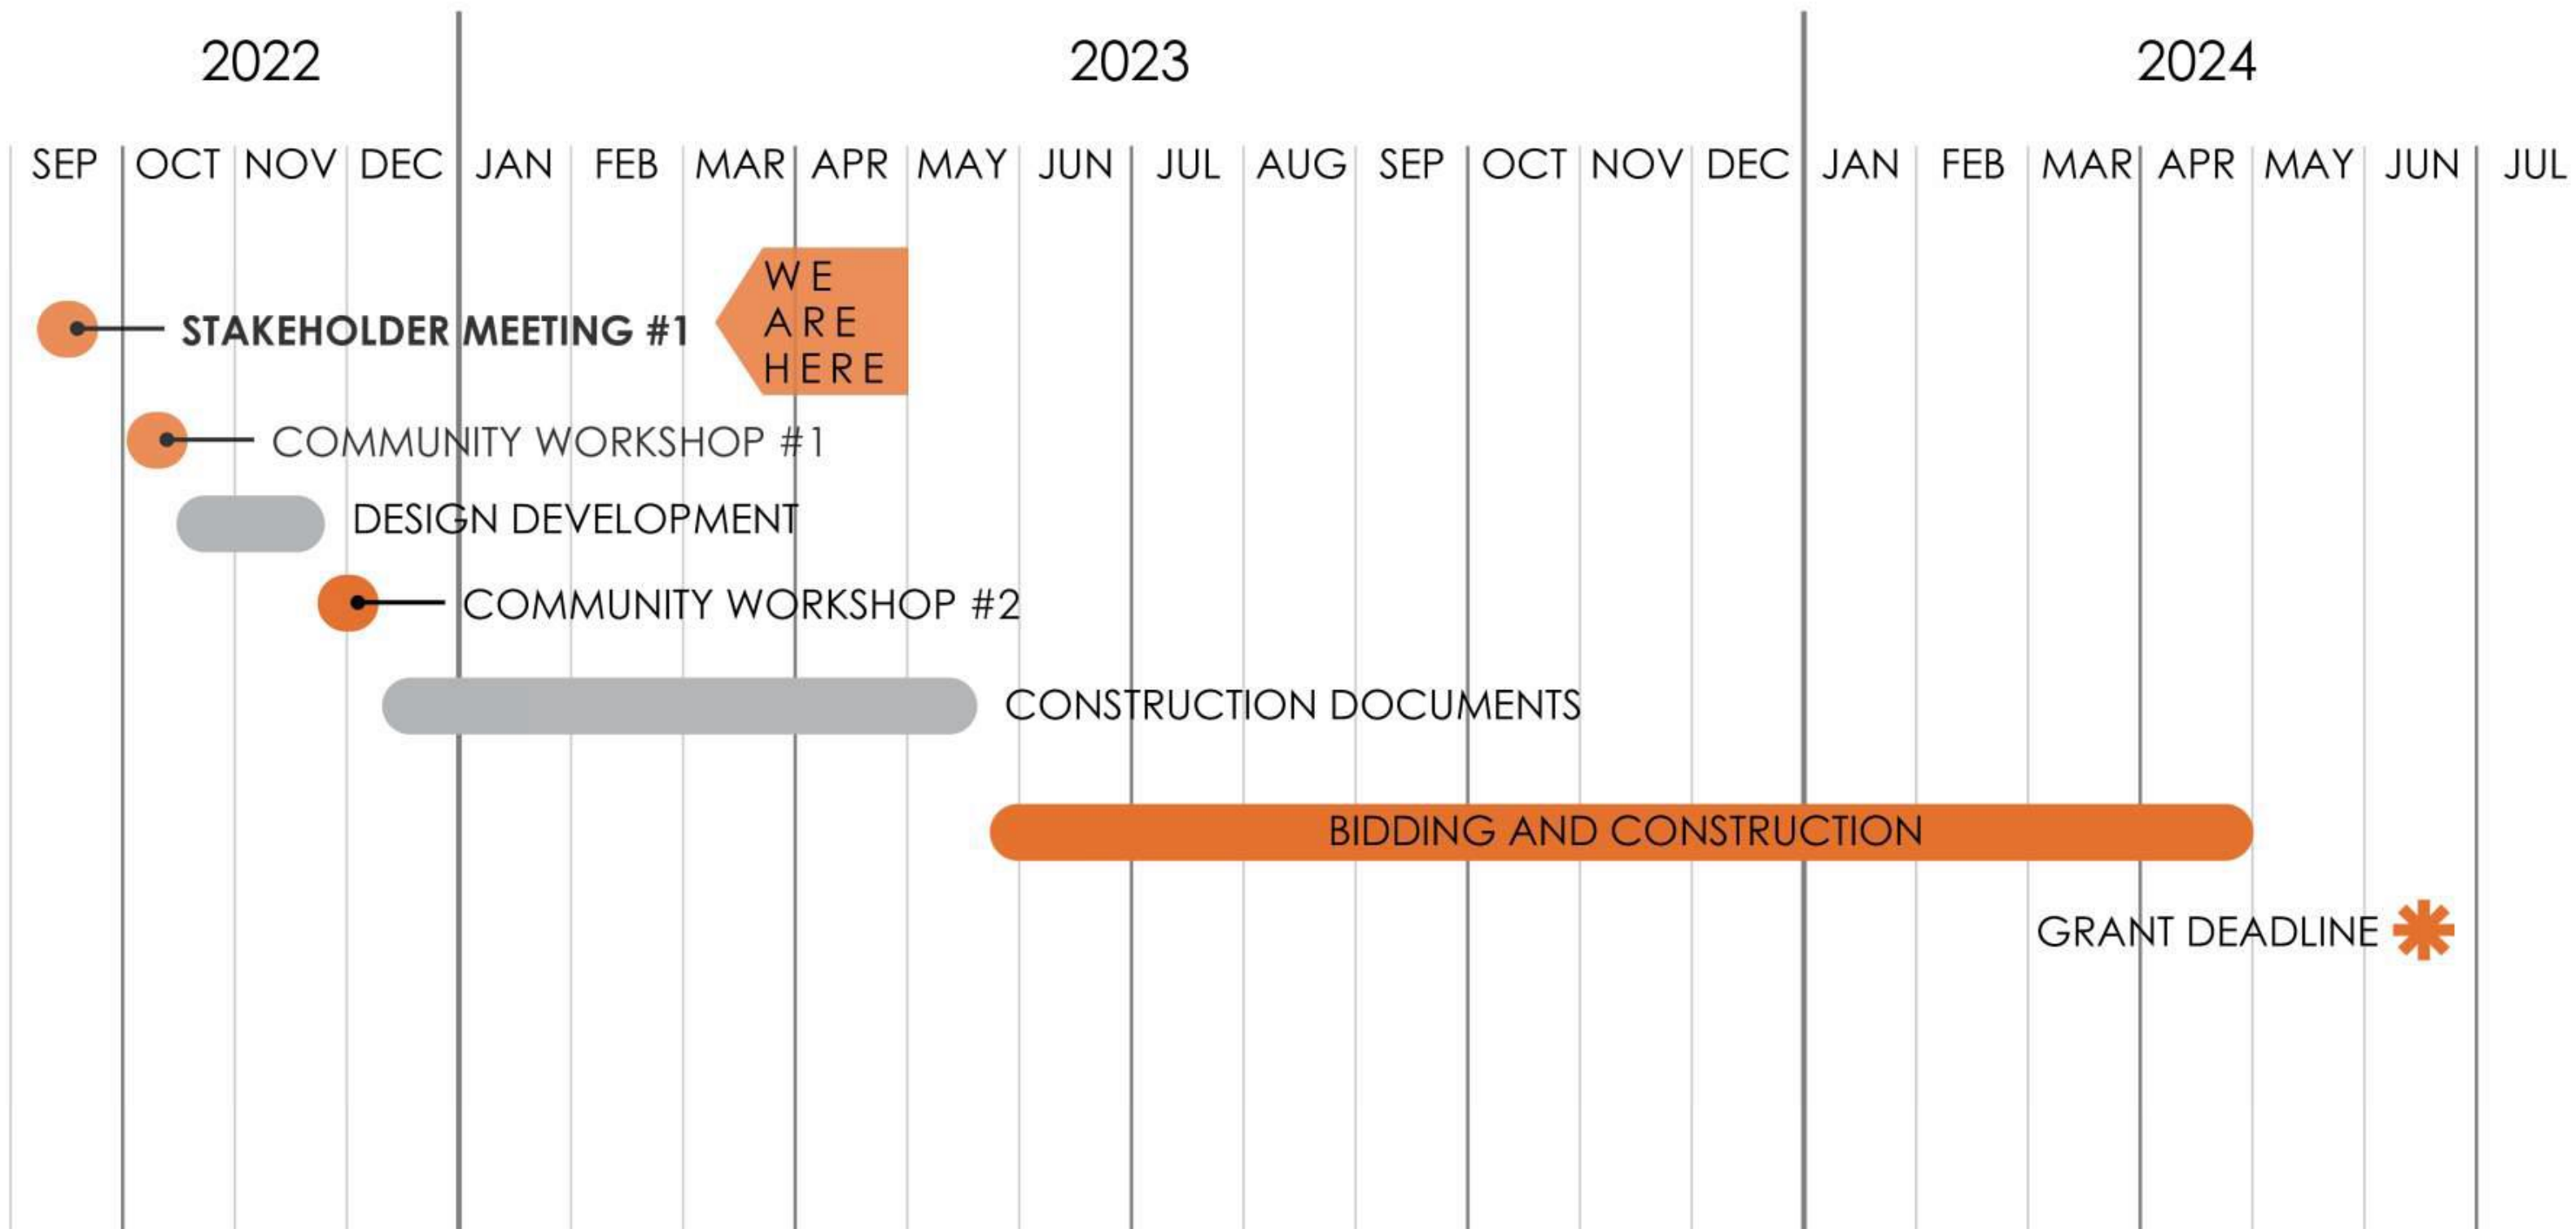 2022 2023 2024
SEP OCT NOV DEC JAN FEB MAR APR MAY JUN JUL AUG SEP OCT NOV DEC JAN FEB MAR APR MAY JUN JUL
WE
ARE
HERE
STAKEHOLDER MEETING #1
COMMUNITY WORKSHOP #1
DESIGN DEVELOPMENT
COMMUNITY WORKSHOP #2
CONSTRUCTION DOCUMENTS
BIDDING AND CONSTRUCTION
GRANT DEADLINE